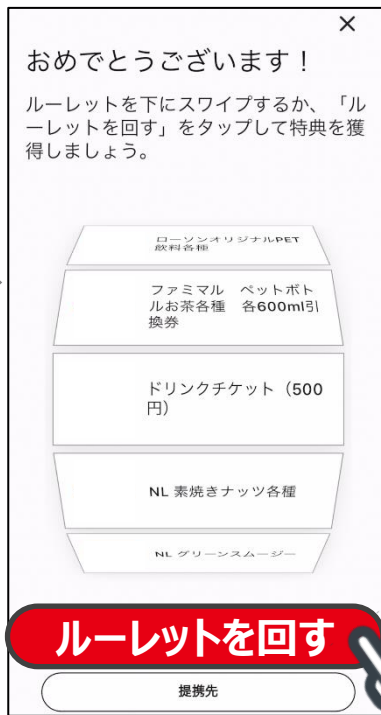 おめでとうございます！
ルーレットを下にスワイプするか、「ル
ーレットを回す」をタップして特典を獲
得しましょう。
ローソンオリジナルPET
飲料各種
ファミマル　ペットボト
ルお茶各種　各600ml引
換券
ドリンクチケット（500
円）
NL 素焼きナッツ各種
NL グリーンスムージー
ルーレットを回す
提携先